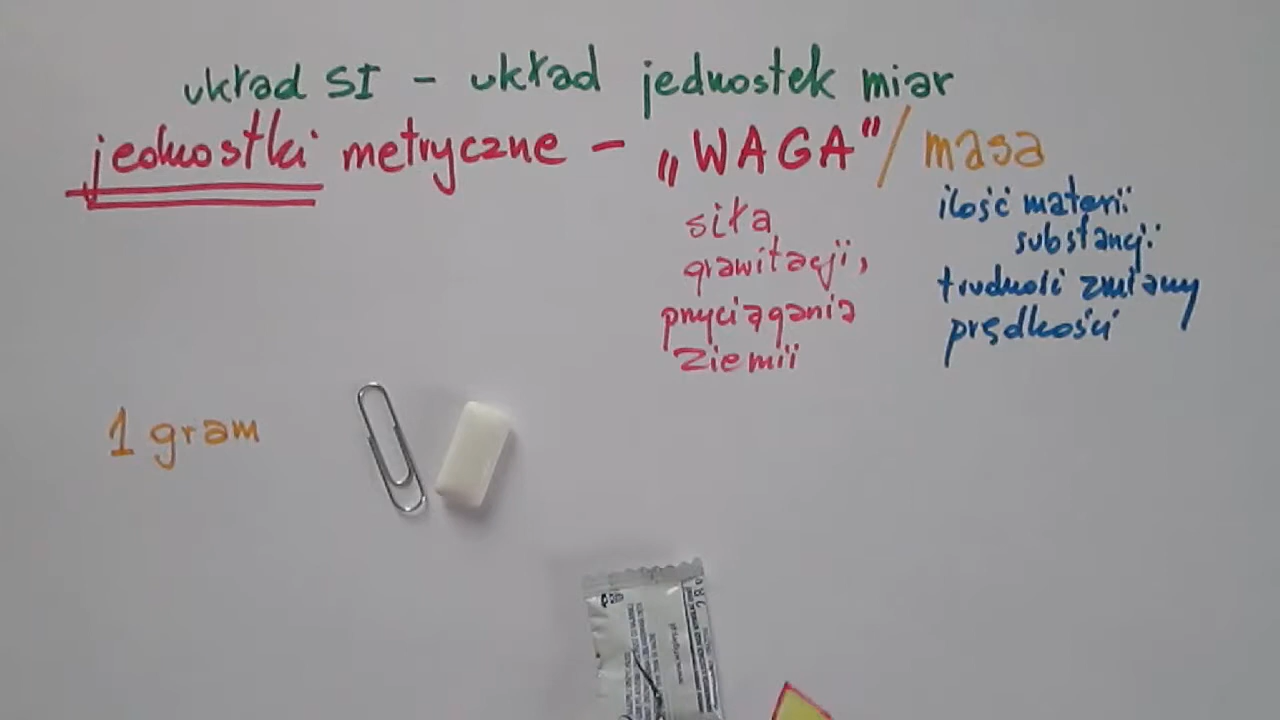 układ SI - układ jednostek miar
jednostki metryczne - „WAGA"/masa
siła
grawitacji,
przyciągania
Ziemii
ilość materii
substancji
trudność zmiany
prędkości
1 gram